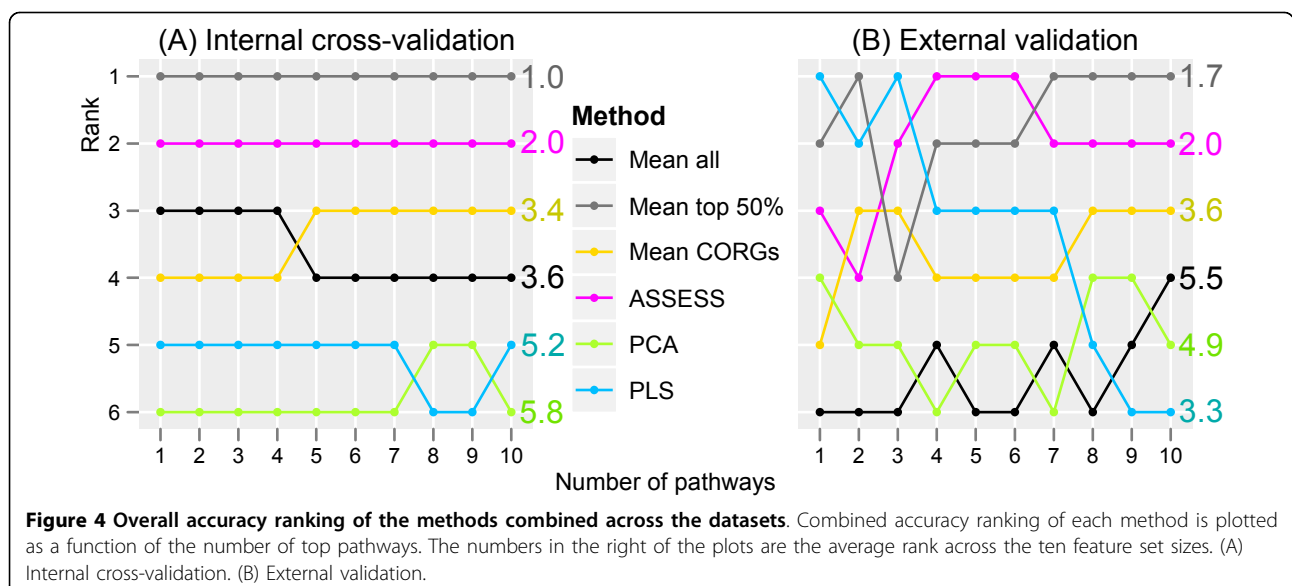 (A) Internal cross-validation
(B) External validation
Rank
1
2
3
4
5
6
1.0
2.0
3.4
3.6
5.2
5.8
Method
Mean all
Mean top 50%
Mean CORGs
ASSESS
PCA
PLS
1.7
2.0
3.6
5.5
4.9
3.3
1 2 3 4 5 6 7 8 9 10
1 2 3 4 5 6 7 8 9 10
Number of pathways
Figure 4 Overall accuracy ranking of the methods combined across the datasets. Combined accuracy ranking of each method is plotted
as a function of the number of top pathways. The numbers in the right of the plots are the average rank across the ten feature set sizes. (A)
Internal cross-validation. (B) External validation.